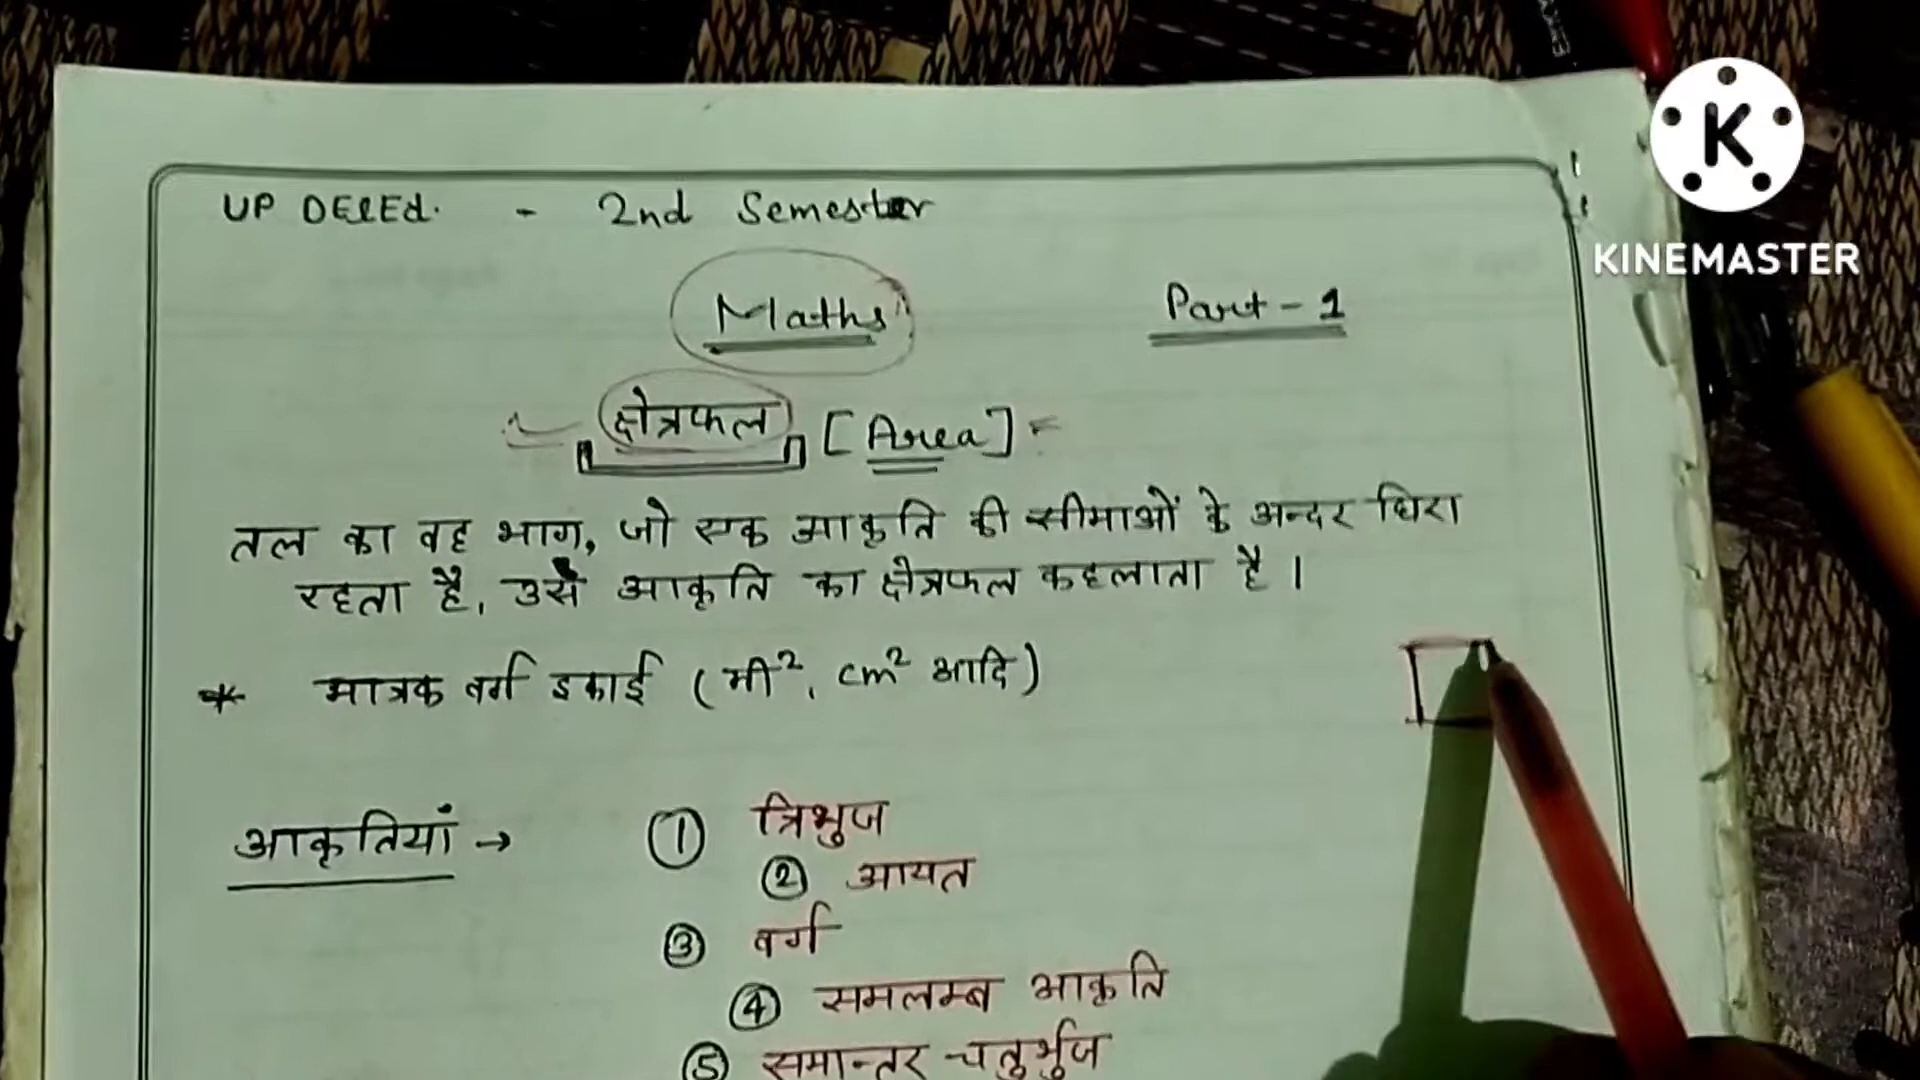 UP DELEd. - 2nd Semester
Maths
Part - 1
क्षेत्रफल [Area]
तल का वह भाग, जो एक आकृति की सीमाओं के अन्दर घिरा
रहता है, उसे आकृति का क्षेत्रफल कहलाता है।
* मात्रक वर्ग इकाई (मी², cm² आदि)
आकृतियां → ① त्रिभुज
② आयत
③ वर्ग
④ समलम्ब आकृति
⑤ समान्तर चतुर्भुज
K
KINEMASTER